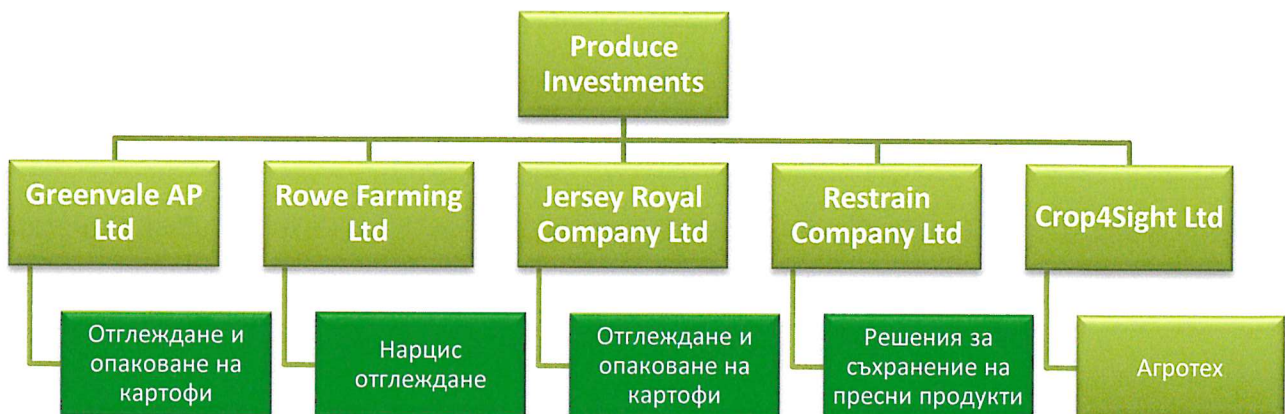 Produce
Investments
Greenvale AP
Ltd
Rowe Farming
Ltd
Jersey Royal
Company Ltd
Restrain
Company Ltd
Crop4Sight Ltd
Отглеждане и
опаковане на
картофи
Нарцис
отглеждане
Отглеждане и
опаковане на
картофи
Решения за
съхранение на
пресни продукти
Агротех